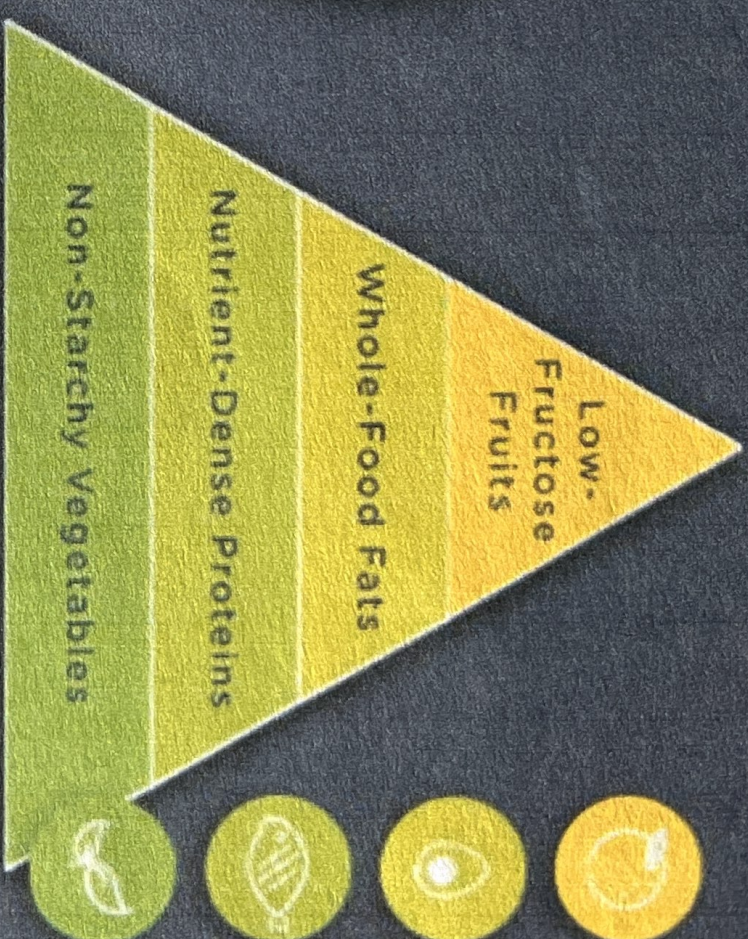 Low-
Fructose
Fruits
Whole-Food Fats
Nutrient-Dense Proteins
Non-Starchy Vegetables